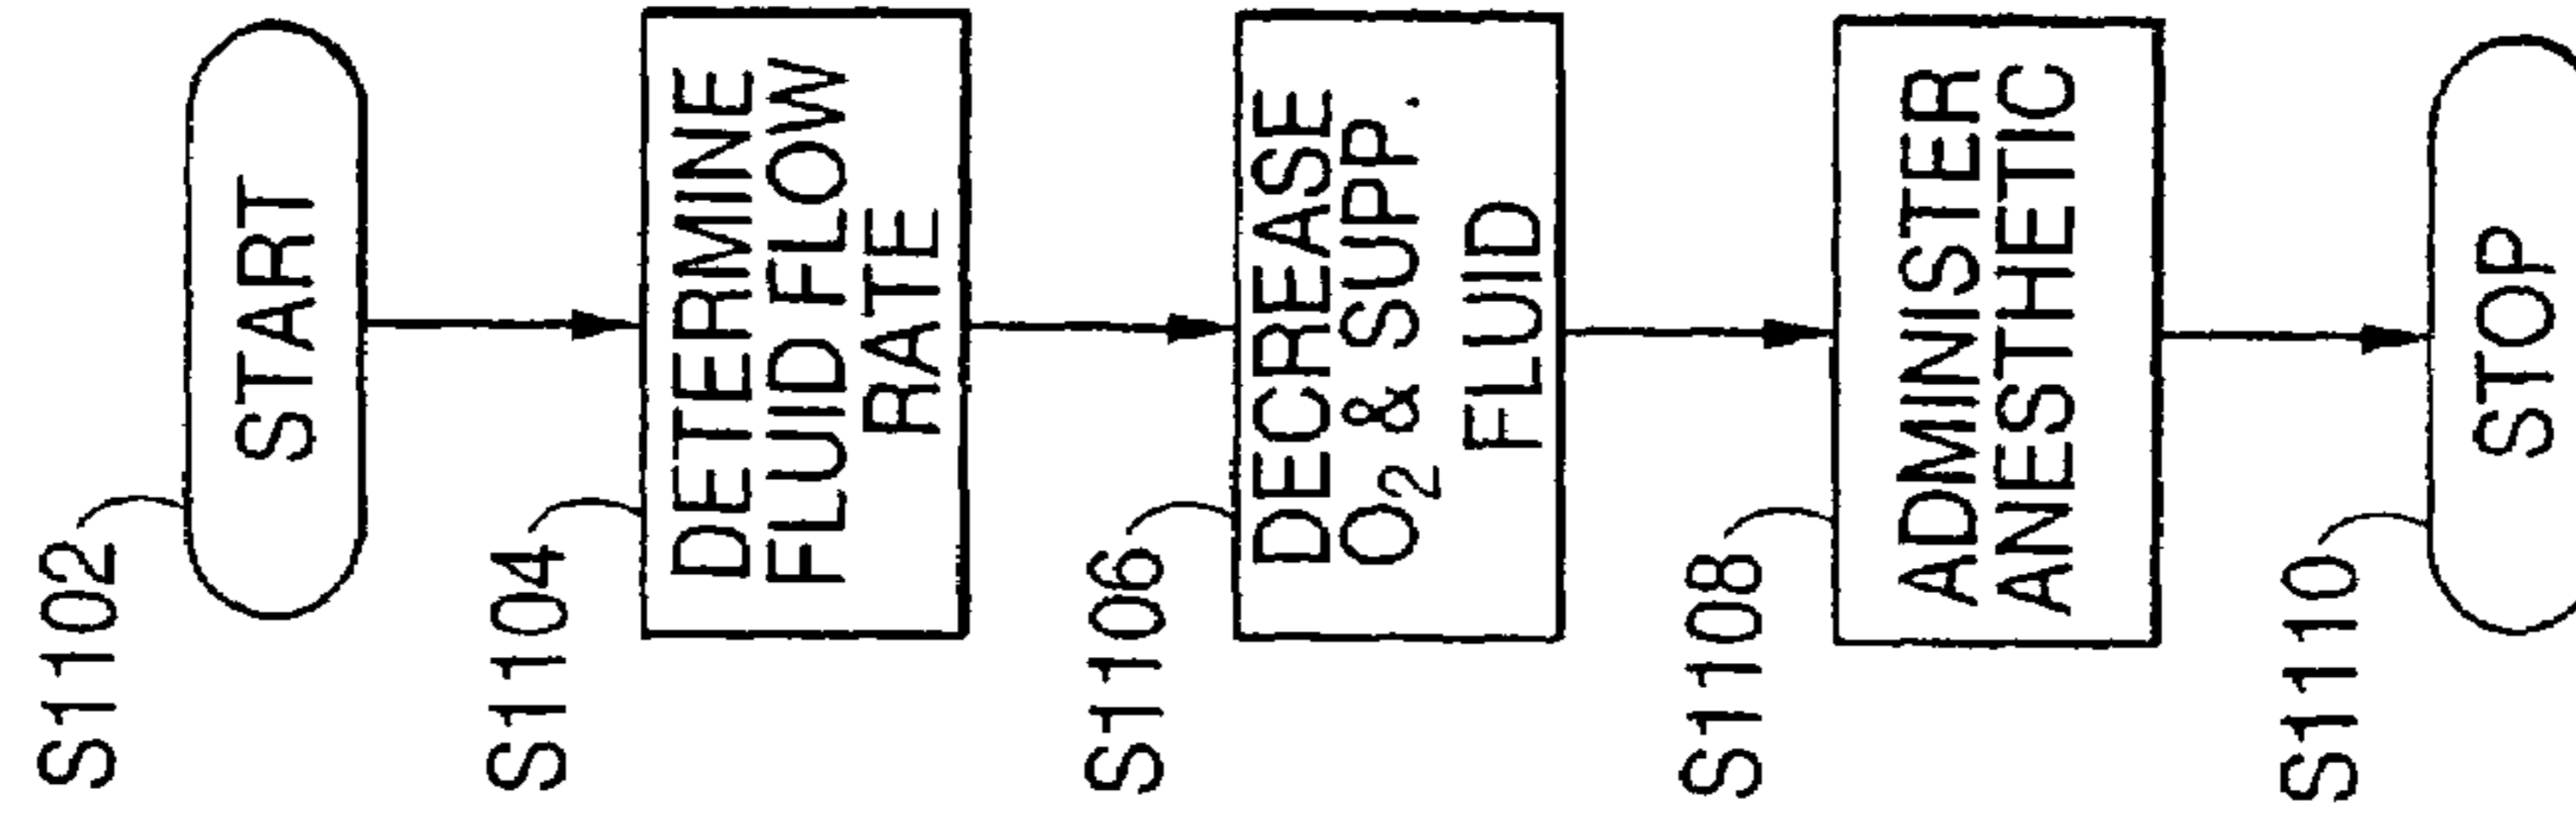 S1102
START
S1104
DETERMINE
FLUID FLOW
RATE
S1106
DECREASE
O₂ & SUPP.
FLUID
S1108
ADMINISTER
ANESTHETIC
S1110
STOP